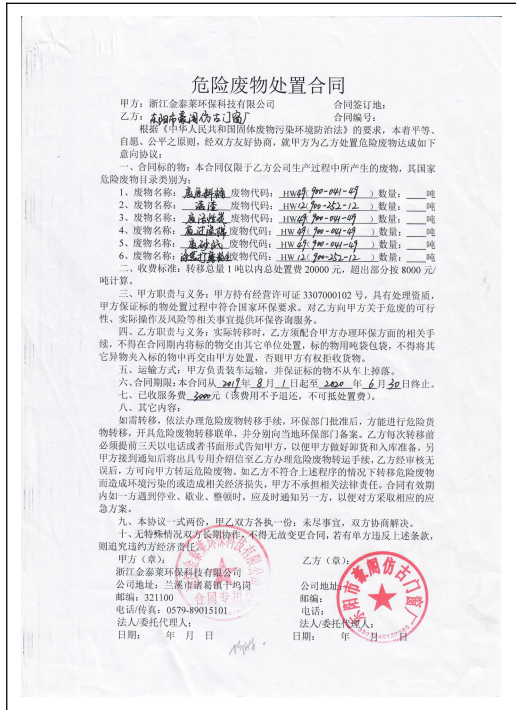 危险废物处置合同
甲方：浙江金泰莱环保科技有限公司 合同签订地：
乙方：东阳市豪阁仿古门窗厂 合同编号：
根据《中华人民共和国固体废物污染环境防治法》的要求，本着平等、
自愿、公平之原则，经双方友好协商，就甲方为乙方处置危险废物达成如下
意向协议：
一、合同标的物：本合同仅限于乙方公司生产过程中所产生的废物，其国家
危险废物目录类别为：
1、废物名称：废原料桶 废物代码：HW49（900-041-49）数量：吨
2、废物名称：漆渣 废物代码：HW12（900-252-12）数量：吨
3、废物名称：废活性炭 废物代码：HW49（900-041-49）数量：吨
4、废物名称：废过滤棉 废物代码：HW49（900-041-49）数量：吨
5、废物名称：废砂纸 废物代码：HW49（900-041-49）数量：吨
6、废物名称： 废物代码：HW12（900-252-12）数量：吨
二、收费标准：转移总量1吨以内总处置费20000元，超出部分按8000元/
吨计算。
三、甲方职责与义务：甲方持有经营许可证3307000102号，具有处理资质，
甲方保证标的物处置过程中符合国家环保要求。对乙方向甲方关于危废的可行
性、实际操作及风险等相关事宜提供环保咨询服务。
四、乙方职责与义务：实际转移时，乙方须配合甲方办理环保方面的相关手
续，不得在合同期内将标的物交由其它单位处置，标的物用吨袋包装，不得将其
它异物夹入标的物中再交由甲方处置，否则甲方有权拒收货物。
五、运输方式：甲方负责装车运输，并保证标的物不从车上掉落。
六、合同期限：本合同从2019年8月1日起至2020年6月30日终止。
七、已收服务费3000元（该费用不予退还，不可抵处置费）。
八、其它内容：
如需转移，依法办理危险废物转移手续，环保部门批准后，方能进行危险货
物转移，开具危险废物转移联单，并分别向当地环保部门备案。乙方每次转移前
必须提前三天以电话或者书面形式告知甲方，以便甲方做好卸货和入库准备，另
甲方接到通知后将出具专用介绍信至乙方办理危险废物转运手续，乙方经审核无
误后，方可向甲方转运危险废物。如乙方不符合上述程序的情况下转移危险废物
而造成环境污染的或造成相关经济损失，甲方不承担相关法律责任。合同有效期
内如一方遇到停业、歇业、整顿时，应及时通知另一方，以便对方采取相应的应
急方案。
九、本协议一式两份，甲乙双方各执一份；未尽事宜，双方协商解决。
十、无特殊情况双方长期协作，不得无故变更合同，若有单方违反上述条款，
则追究违约方经济责任。
甲方（章）： 乙方（章）：
浙江金泰莱环保科技有限公司
公司地址：兰溪市诸葛镇十坞岗 公司地址：
邮编：321100 邮编：
电话/传真：0579-89015101 电话：
法人/委托代理人： 法人/委托代理人：
日期： 年 月 日 日期： 年 月 日
合同专用
东阳市豪阁仿古门窗厂